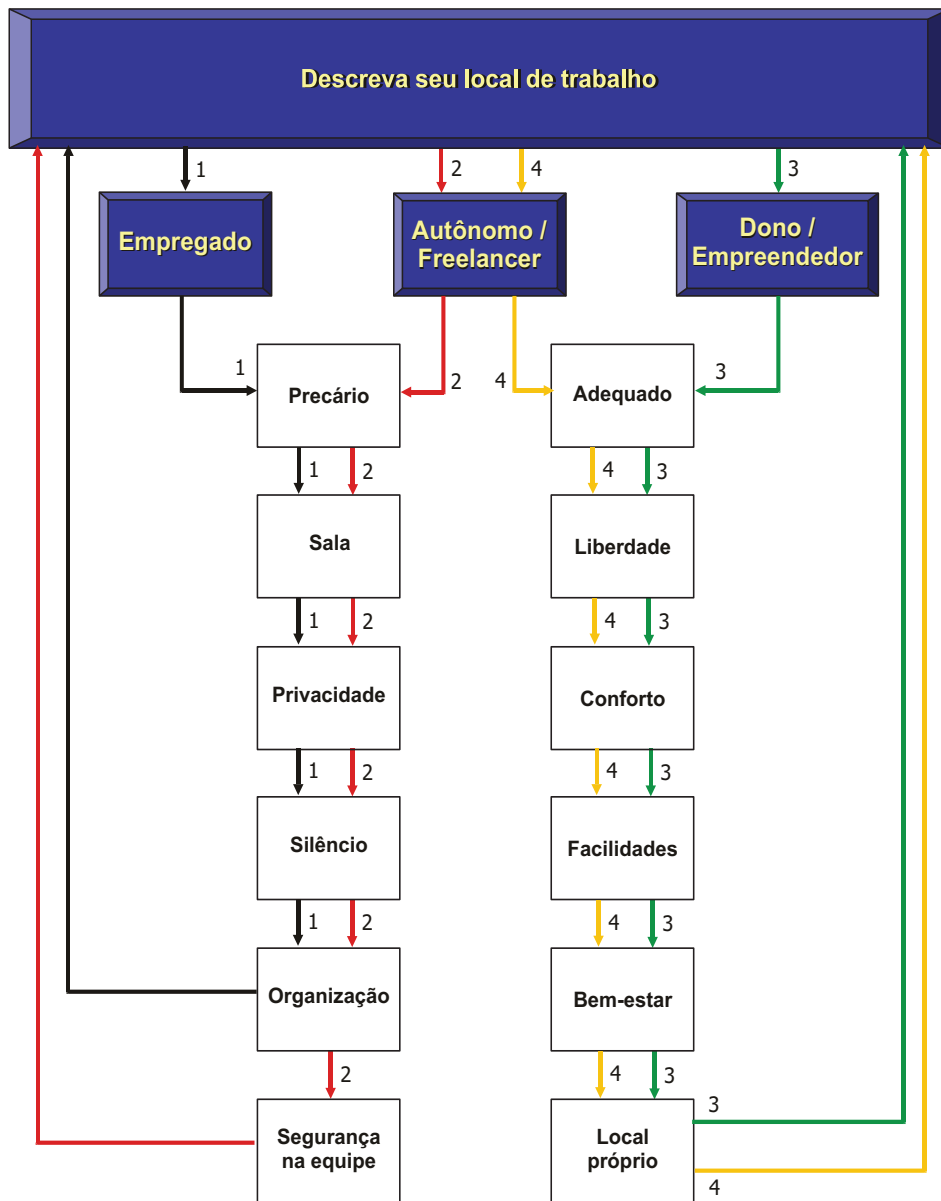 Descreva seu local de trabalho
1
2
4
3
Empregado
Autônomo /
Freelancer
Dono /
Empreendedor
1
2
4
3
Precário
Adequado
1
2
4
3
Sala
Liberdade
1
2
4
3
Privacidade
Conforto
1
2
4
3
Silêncio
Facilidades
1
2
4
3
Organização
Bem-estar
2
4
3
3
Segurança
na equipe
Local
próprio
4